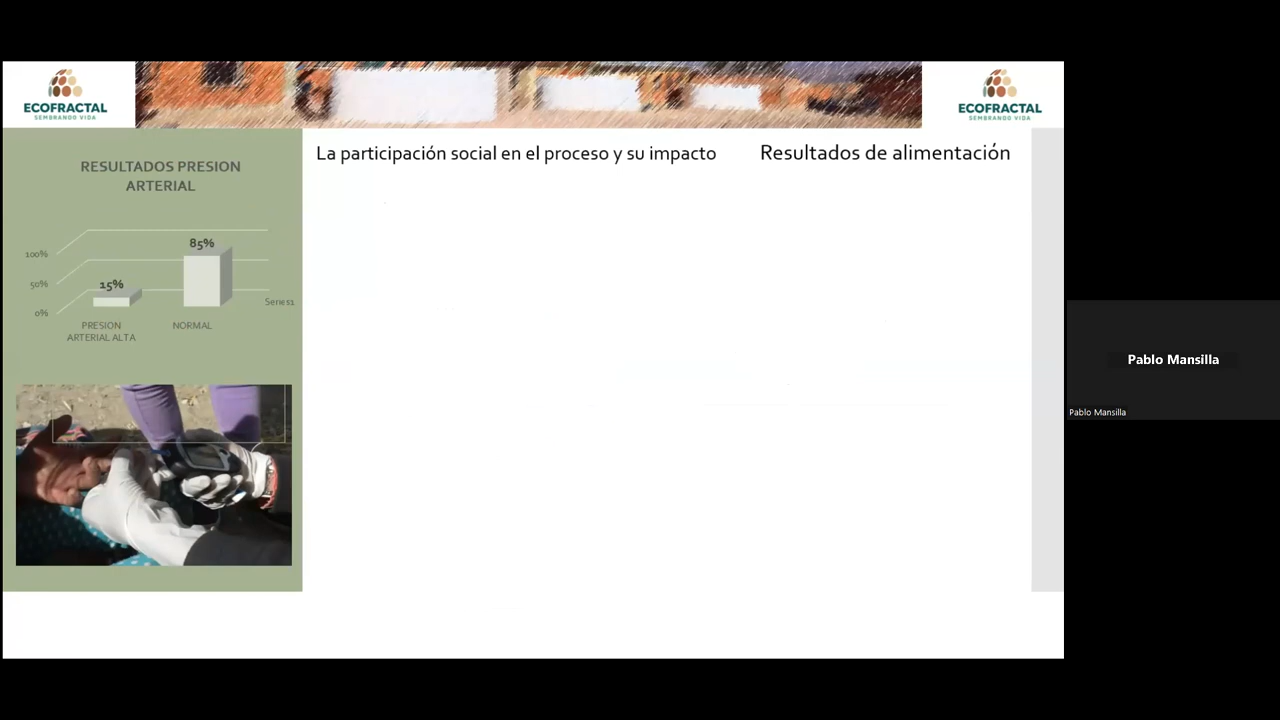 ECOFRACTAL
SEMBRANDO VIDA
ECOFRACTAL
SEMBRANDO VIDA
RESULTADOS PRESION
ARTERIAL
100%
50%
0%
15%
85%
Series1
PRESION
ARTERIAL ALTA
NORMAL
La participación social en el proceso y su impacto
Resultados de alimentación
Pablo Mansilla
Pablo Mansilla